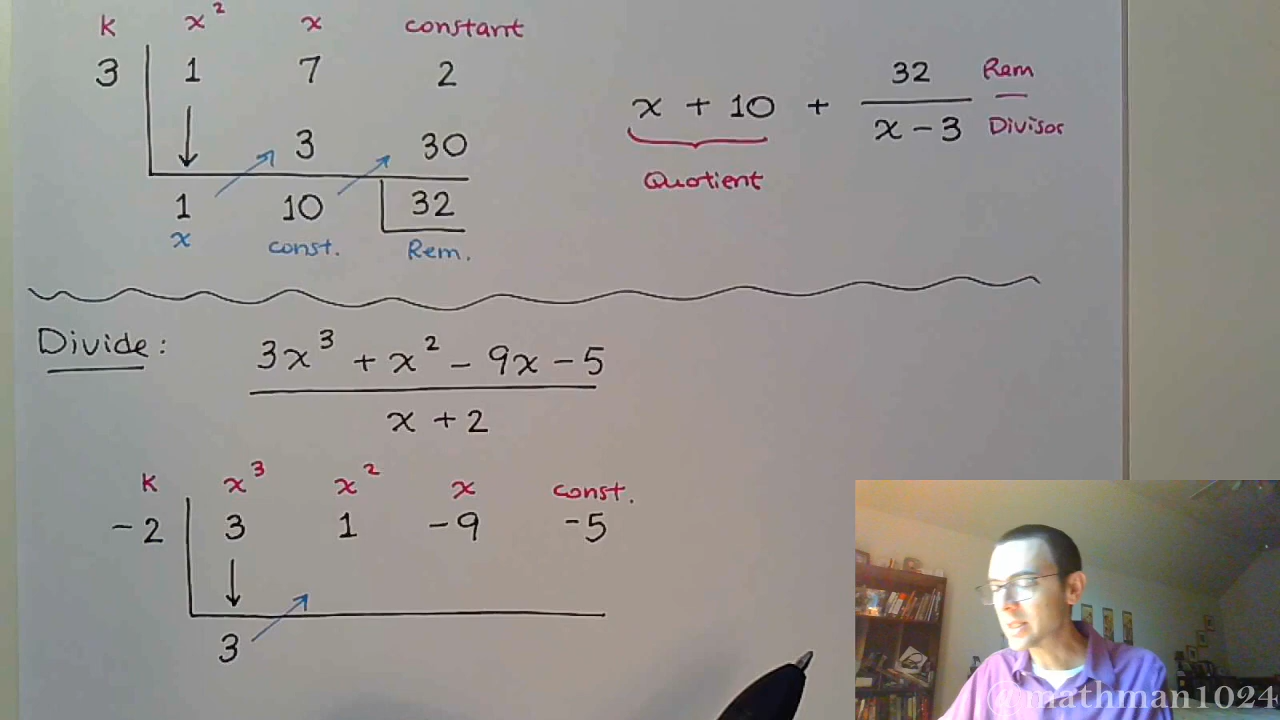 k x² x constant
3 1 7 2
3 30
1 10 32
x const. Rem.
x + 10 + 32/(x - 3) Rem/Divisor
Quotient
Divide: (3x³ + x² - 9x - 5)/(x + 2)
k x³ x² x const.
-2 3 1 -9 -5
3
@mathman1024